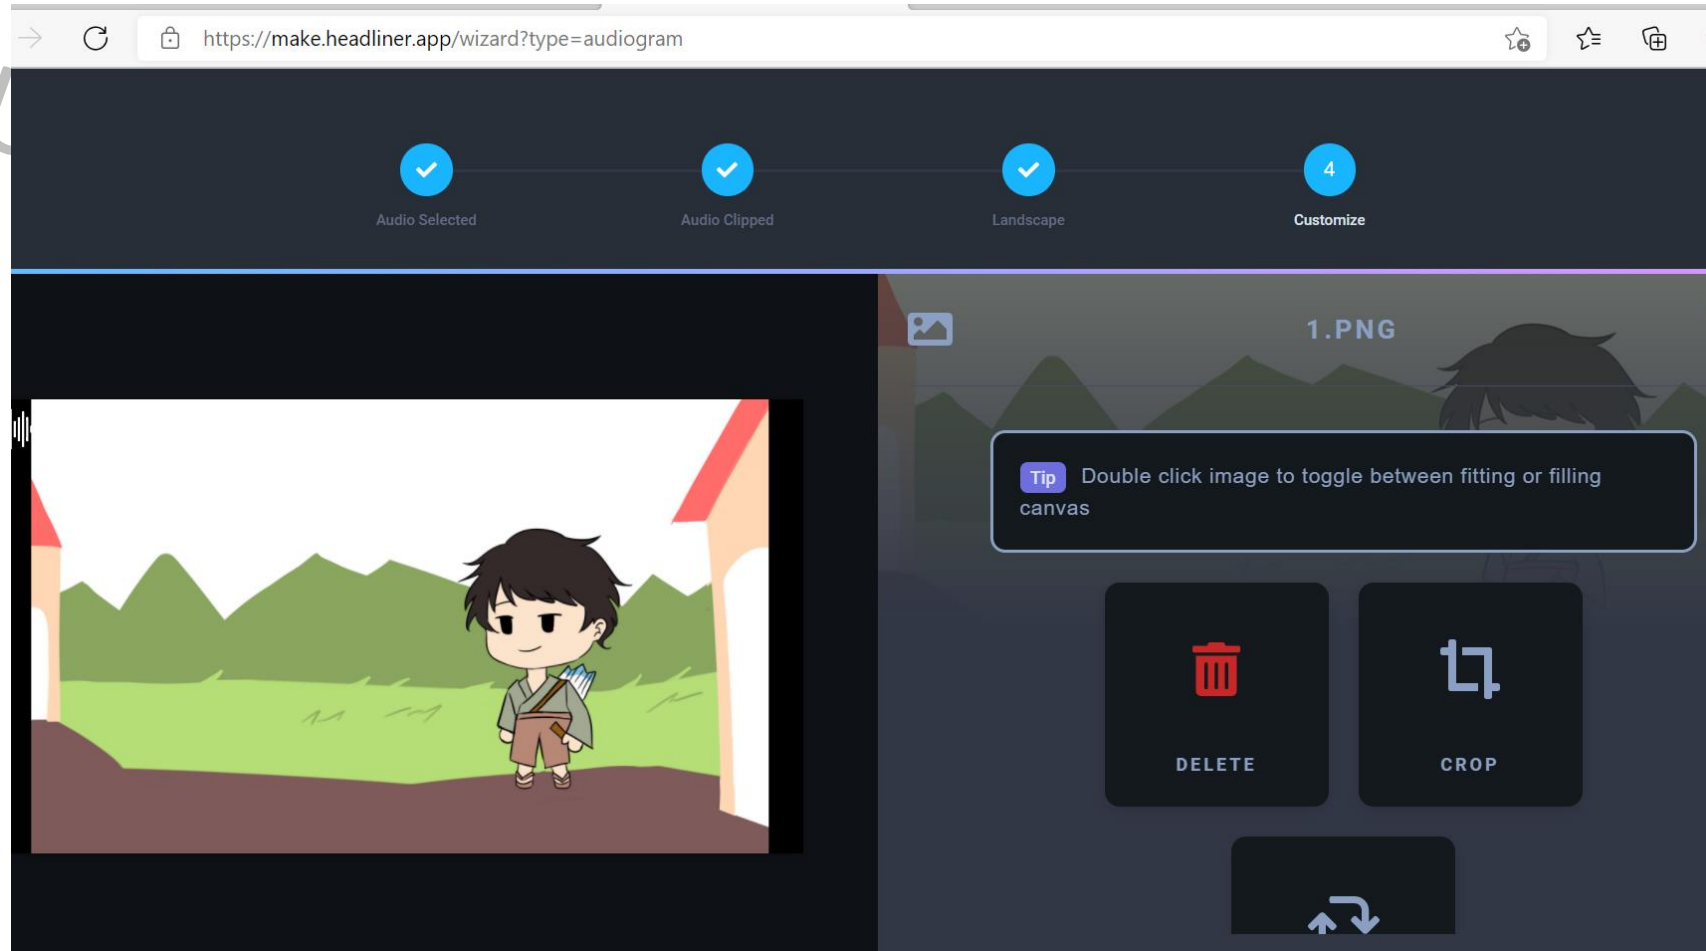 https://make.headliner.app/wizard?type=audiogram
4
Audio Selected
Audio Clipped
Landscape
Customize
1.PNG
Tip Double click image to toggle between fitting or filling
canvas
DELETE
CROP